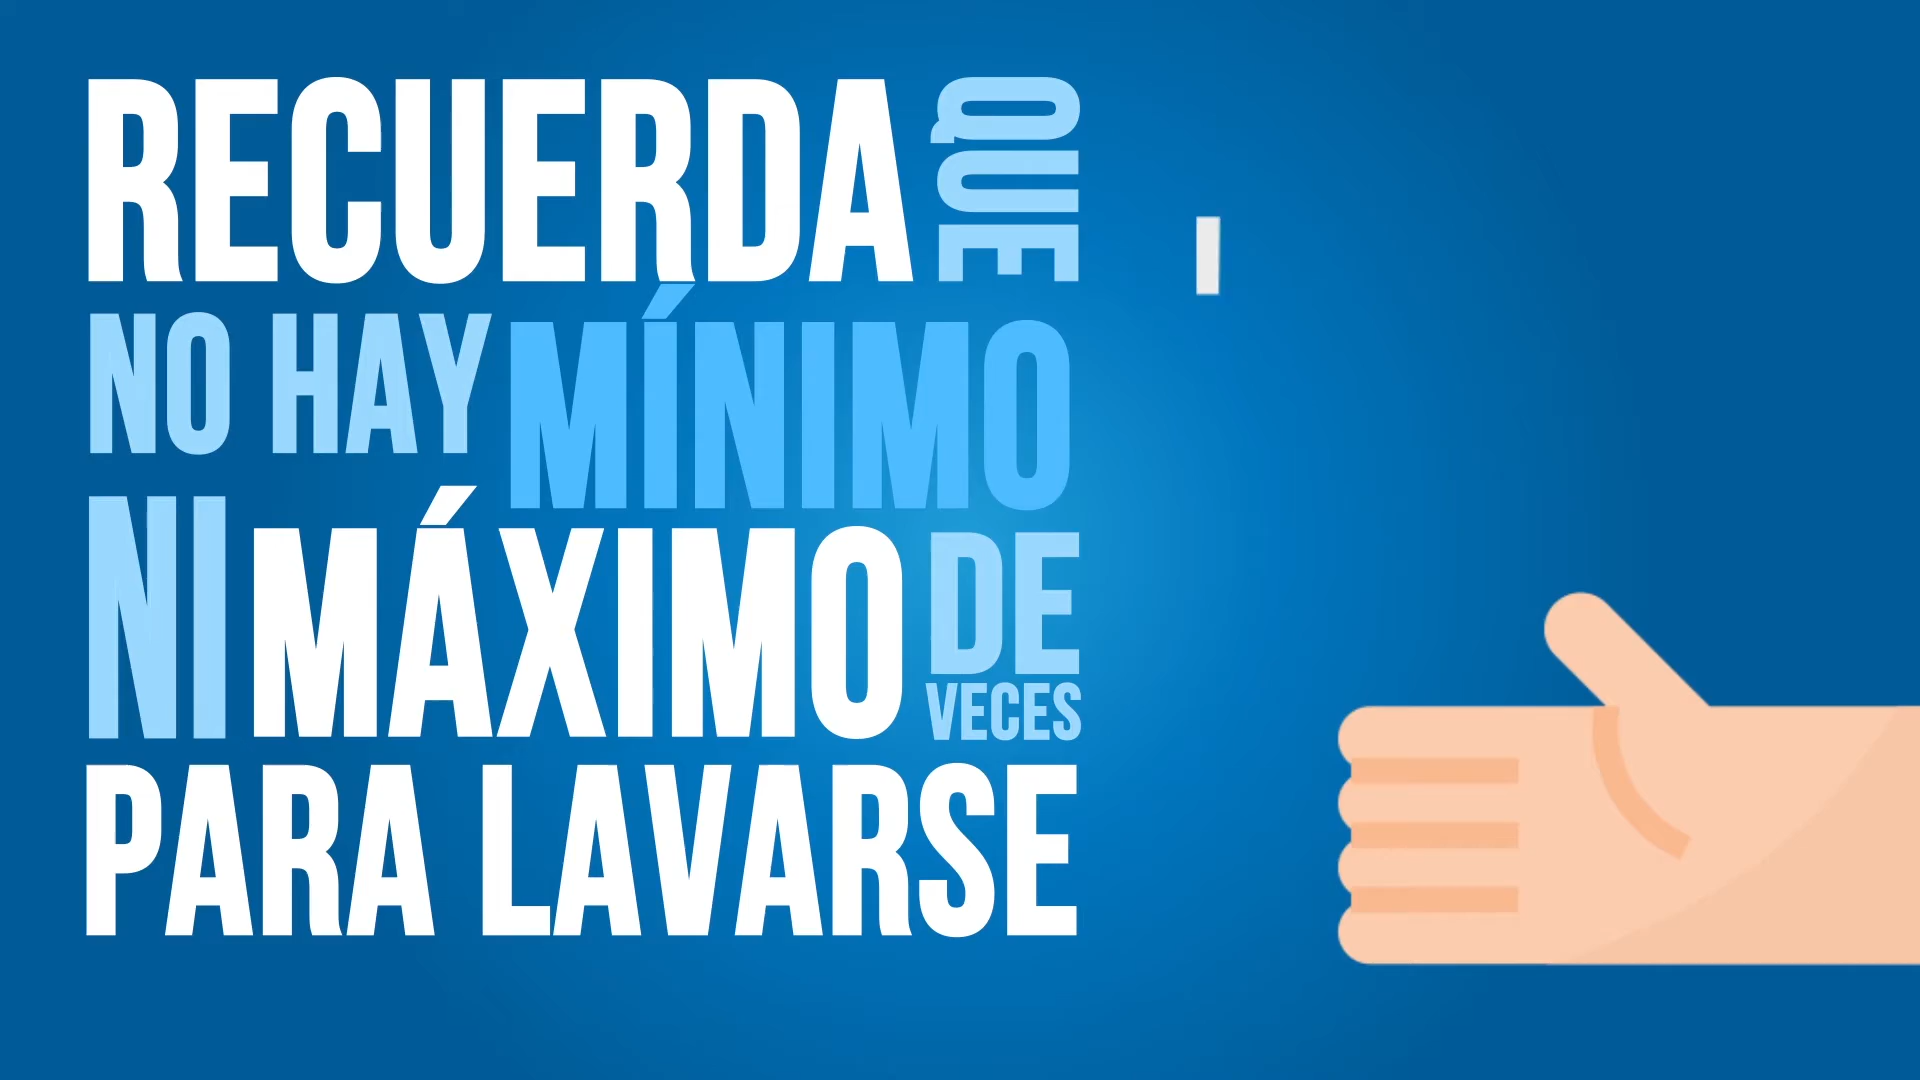 RECUERDA QUE
NO HAY MÍNIMO
NI MÁXIMO DE
VECES
PARA LAVARSE